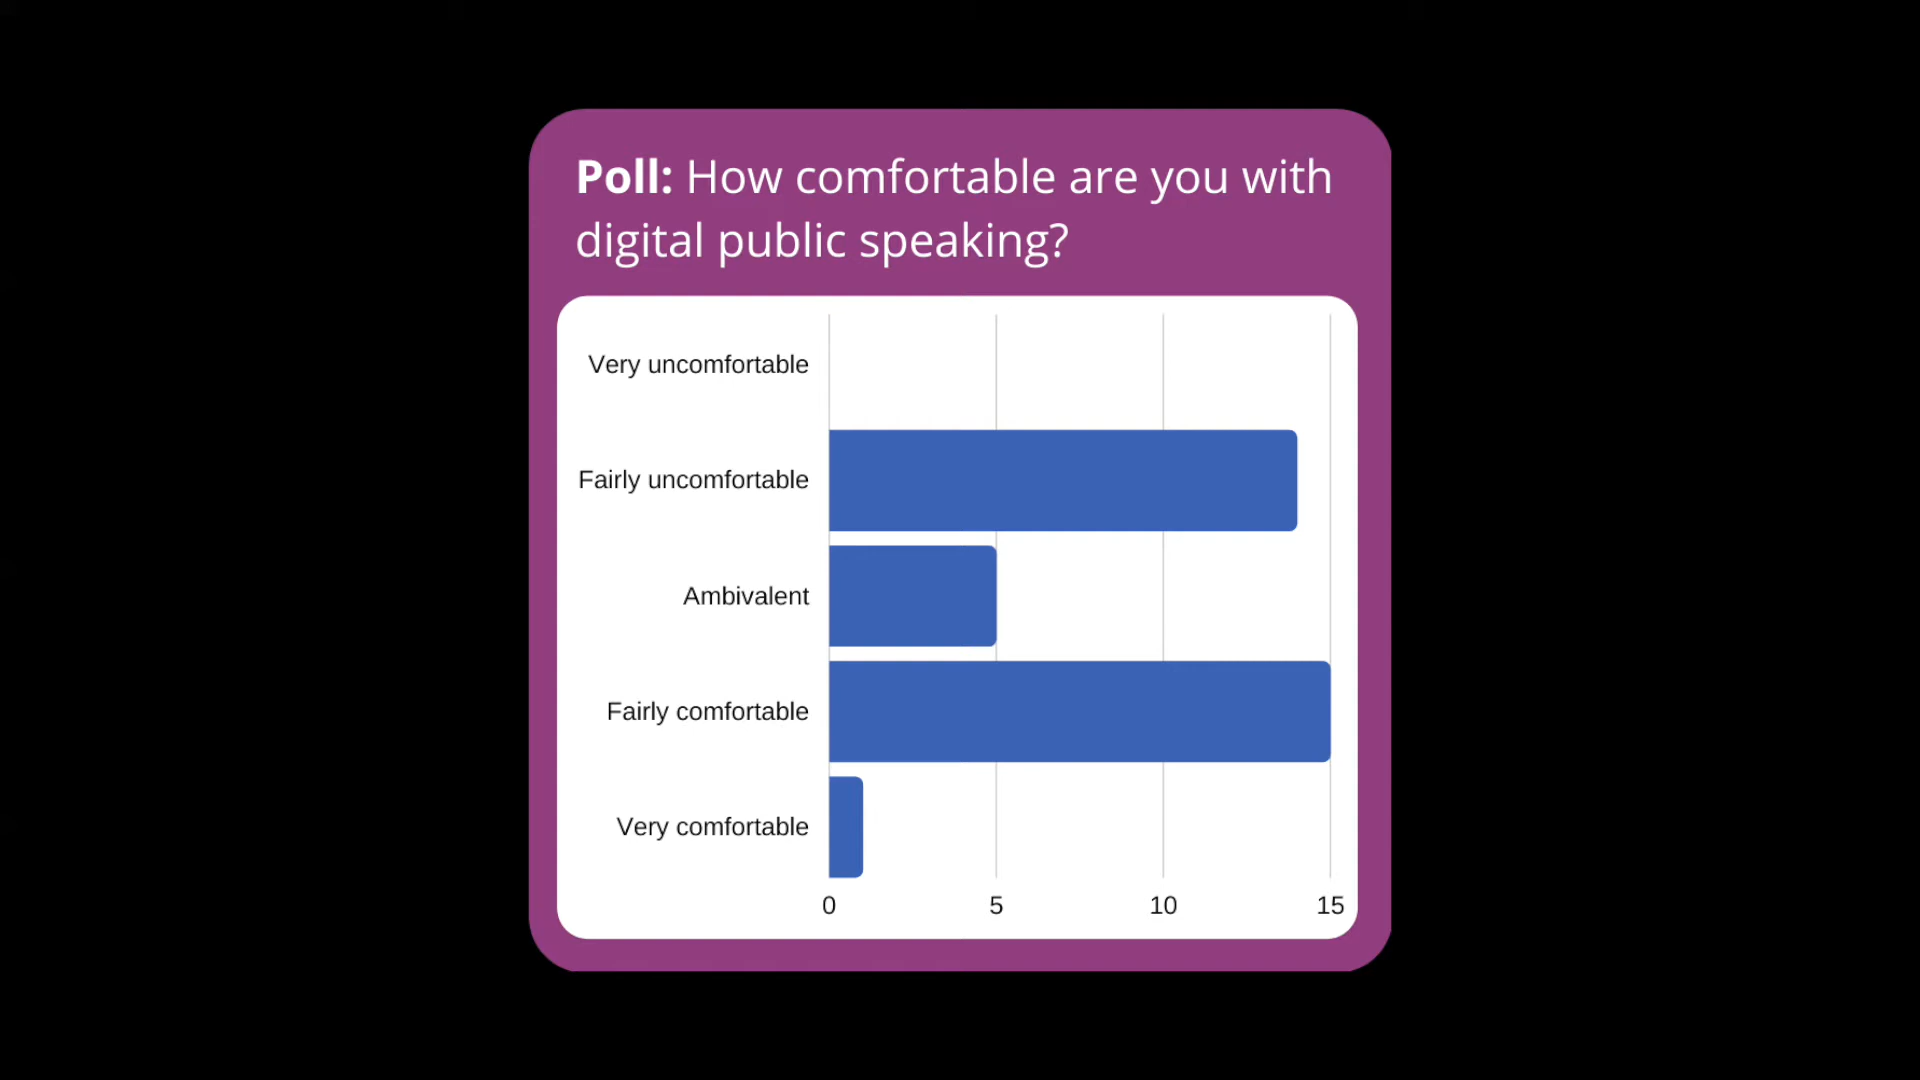 Poll: How comfortable are you with
digital public speaking?
Very uncomfortable
Fairly uncomfortable
Ambivalent
Fairly comfortable
Very comfortable
0 5 10 15